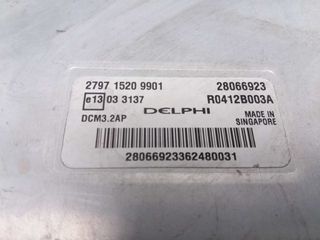 2797 1520 9901 28066923
e13 03 3137 R0412B003A
DCM3.2AP DELPHI MADE IN
SINGAPORE
28066923362480031